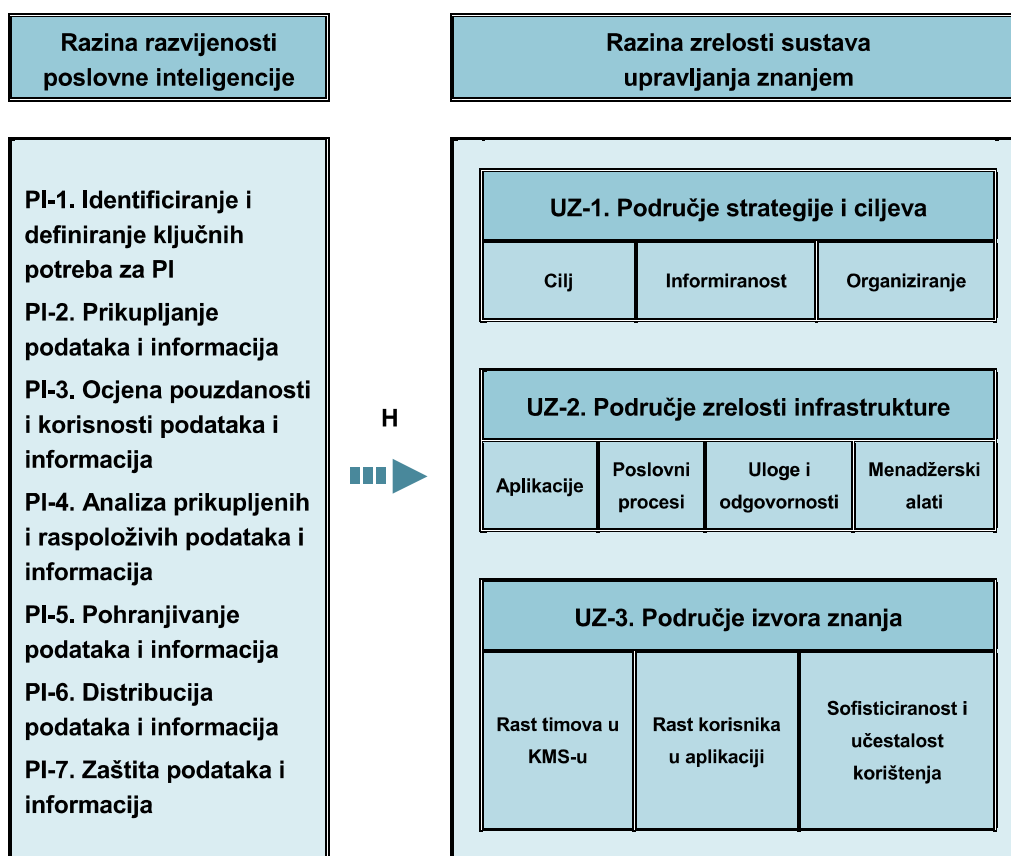 Razina razvijenosti
poslovne inteligencije
Razina zrelosti sustava
upravljanja znanjem
PI-1. Identificiranje i
definiranje ključnih
potreba za PI
PI-2. Prikupljanje
podataka i informacija
PI-3. Ocjena pouzdanosti
i korisnosti podataka i
informacija
PI-4. Analiza prikupljenih
i raspoloživih podataka i
informacija
PI-5. Pohranjivanje
podataka i informacija
PI-6. Distribucija
podataka i informacija
PI-7. Zaštita podataka i
informacija
H
UZ-1. Područje strategije i ciljeva
Cilj
Informiranost
Organiziranje
UZ-2. Područje zrelosti infrastrukture
Aplikacije
Poslovni
procesi
Uloge i
odgovornosti
Menadžerski
alati
UZ-3. Područje izvora znanja
Rast timova u
KMS-u
Rast korisnika
u aplikaciji
Sofisticiranost i
učestalost
korištenja